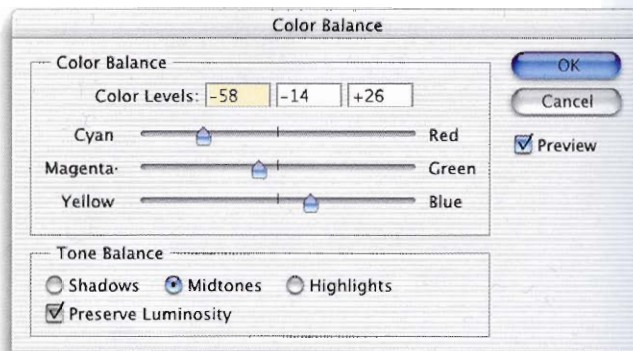 Color Balance
Color Balance
OK
Color Levels: -58 -14 +26
Cancel
Cyan Red
Preview
Magenta Green
Yellow Blue
Tone Balance
Shadows Midtones Highlights
Preserve Luminosity